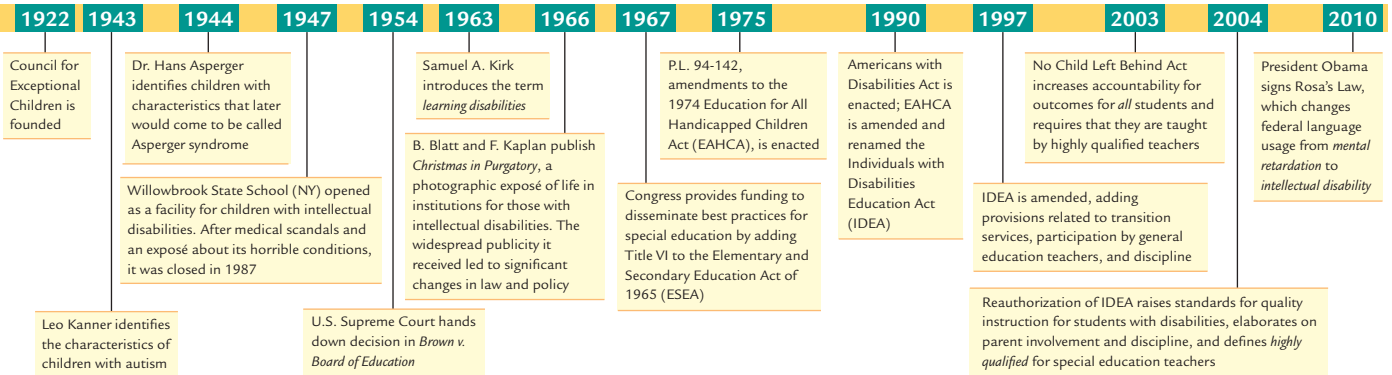 1922
1943
1944
1947
1954
1963
1966
1967
1975
1990
1997
2003
2004
2010
Council for
Exceptional
Children is
founded
Leo Kanner identifies
the characteristics of
children with autism
Dr. Hans Asperger
identifies children with
characteristics that later
would come to be called
Asperger syndrome
Willowbrook State School (NY) opened
as a facility for children with intellectual
disabilities. After medical scandals and
an exposé about its horrible conditions,
it was closed in 1987
U.S. Supreme Court hands
down decision in Brown v.
Board of Education
Samuel A. Kirk
introduces the term
learning disabilities
B. Blatt and F. Kaplan publish
Christmas in Purgatory, a
photographic exposé of life in
institutions for those with
intellectual disabilities. The
widespread publicity it
received led to significant
changes in law and policy
Congress provides funding to
disseminate best practices for
special education by adding
Title VI to the Elementary and
Secondary Education Act of
1965 (ESEA)
P.L. 94-142,
amendments to the
1974 Education for All
Handicapped Children
Act (EAHCA), is enacted
Americans with
Disabilities Act is
enacted; EAHCA
is amended and
renamed the
Individuals with
Disabilities
Education Act
(IDEA)
IDEA is amended, adding
provisions related to transition
services, participation by general
education teachers, and discipline
No Child Left Behind Act
increases accountability for
outcomes for all students and
requires that they are taught
by highly qualified teachers
Reauthorization of IDEA raises standards for quality
instruction for students with disabilities, elaborates on
parent involvement and discipline, and defines highly
qualified for special education teachers
President Obama
signs Rosa's Law,
which changes
federal language
usage from mental
retardation to
intellectual disability